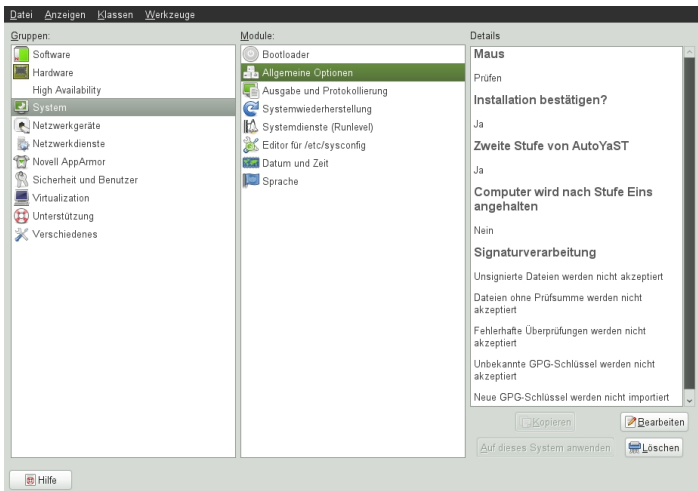 Datei Anzeigen Klassen Werkzeuge
Gruppen:
Software
Hardware
High Availability
System
Netzwerkgeräte
Netzwerkdienste
Novell AppArmor
Sicherheit und Benutzer
Virtualization
Unterstützung
Verschiedenes
Module:
Bootloader
Allgemeine Optionen
Ausgabe und Protokollierung
Systemwiederherstellung
Systemdienste (Runlevel)
Editor für /etc/sysconfig
Datum und Zeit
Sprache
Details
Maus
Prüfen
Installation bestätigen?
Ja
Zweite Stufe von AutoYaST
Ja
Computer wird nach Stufe Eins
angehalten
Nein
Signaturverarbeitung
Unsignierte Dateien werden nicht akzeptiert
Dateien ohne Prüfsumme werden nicht
akzeptiert
Fehlerhafte Überprüfungen werden nicht
akzeptiert
Unbekannte GPG-Schlüssel werden nicht
akzeptiert
Neue GPG-Schlüssel werden nicht importiert
Kopieren
Bearbeiten
Auf dieses System anwenden
Löschen
Hilfe